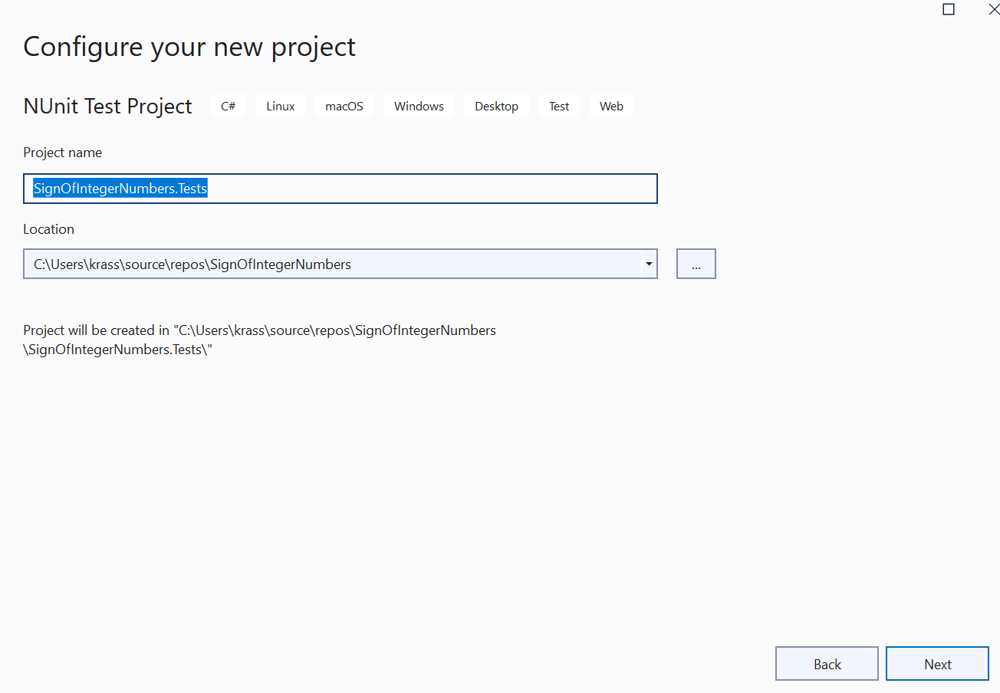 Configure your new project
NUnit Test Project C# Linux macOS Windows Desktop Test Web
Project name
SignOfIntegerNumbers.Tests
Location
C:\Users\krass\source\repos\SignOfIntegerNumbers
...
Project will be created in "C:\Users\krass\source\repos\SignOfIntegerNumbers
\SignOfIntegerNumbers.Tests\"
Back Next